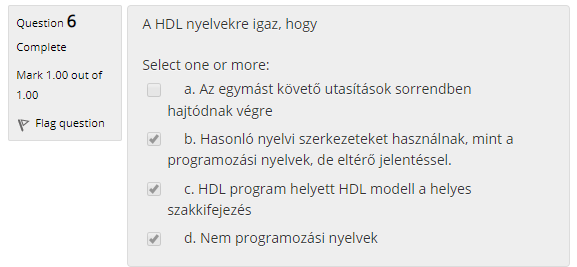 Question 6
Complete
Mark 1.00 out of
1.00
Flag question
A HDL nyelvekre igaz, hogy
Select one or more:
a. Az egymást követő utasítások sorrendben
hajtódnak végre
b. Hasonló nyelvi szerkezeteket használnak, mint a
programozási nyelvek, de eltérő jelentéssel.
c. HDL program helyett HDL modell a helyes
szakkifejezés
d. Nem programozási nyelvek